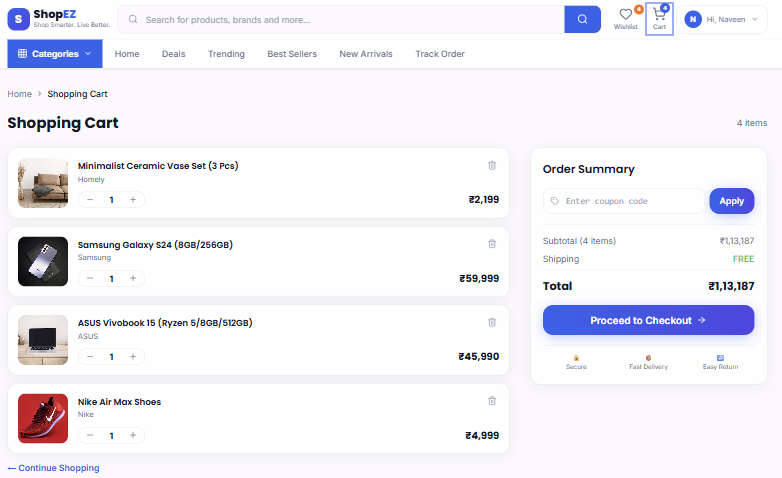 S
ShopEZ
Shop Smarter. Live Better.
Search for products, brands and more...
Wishlist
4
Cart
N
Hi, Naveen
Categories
Home
Deals
Trending
Best Sellers
New Arrivals
Track Order
Home > Shopping Cart
Shopping Cart
4 items
Minimalist Ceramic Vase Set (3 Pcs)
Homely
− 1 +
₹2,199
Samsung Galaxy S24 (8GB/256GB)
Samsung
− 1 +
₹59,999
ASUS Vivobook 15 (Ryzen 5/8GB/512GB)
ASUS
− 1 +
₹45,990
Nike Air Max Shoes
Nike
− 1 +
₹4,999
← Continue Shopping
Order Summary
Enter coupon code
Apply
Subtotal (4 items)
₹1,13,187
Shipping
FREE
Total
₹1,13,187
Proceed to Checkout →
Secure
Fast Delivery
Easy Return